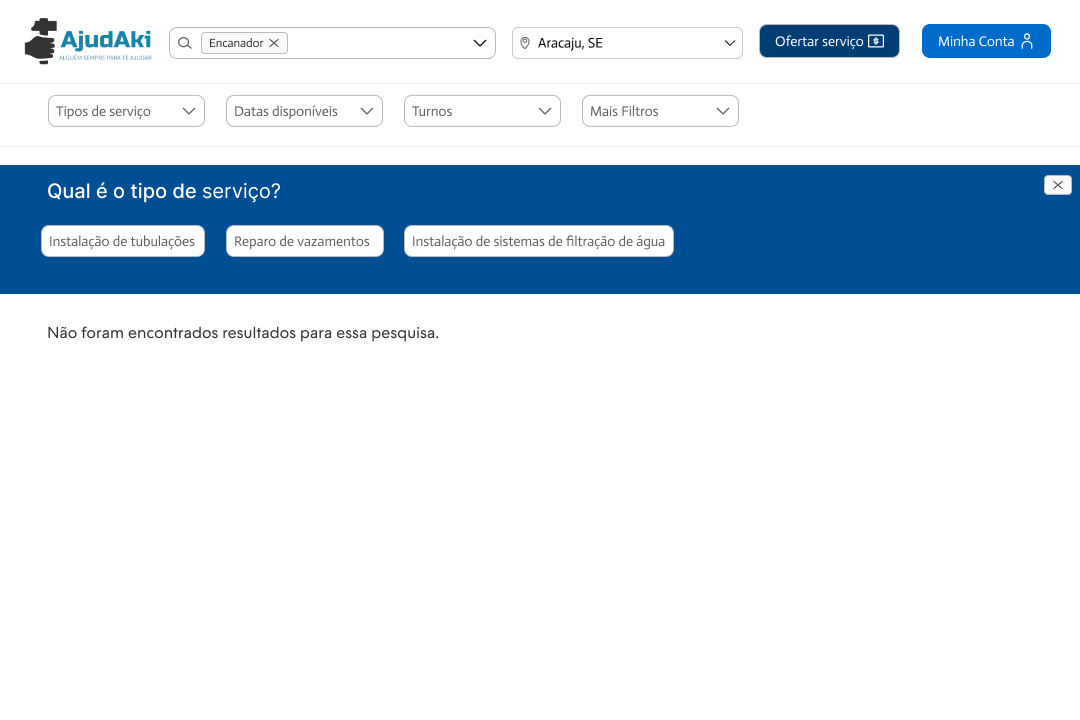 AjudAki
ALGUÉM SEMPRE PARA TE AJUDAR
Encanador
Aracaju, SE
Ofertar serviço
Minha Conta
Tipos de serviço
Datas disponíveis
Turnos
Mais Filtros
Qual é o tipo de serviço?
Instalação de tubulações
Reparo de vazamentos
Instalação de sistemas de filtração de água
Não foram encontrados resultados para essa pesquisa.